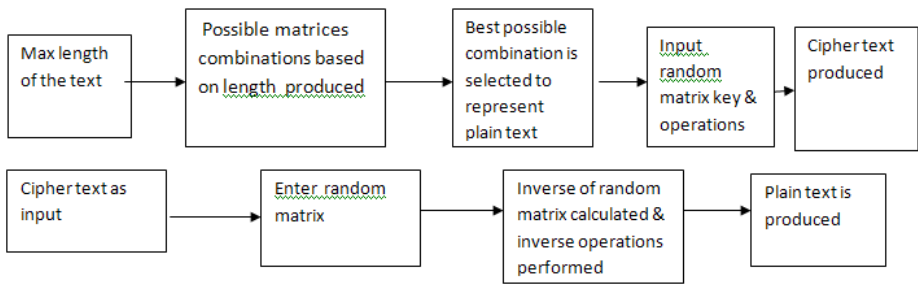 Max length
of the text
Possible matrices
combinations based
on length produced
Best possible
combination is
selected to
represent
plain text
Input
random
matrix key &
operations
Cipher text
produced
Cipher text as
input
Enter random
matrix
Inverse of random
matrix calculated &
inverse operations
performed
Plain text is
produced